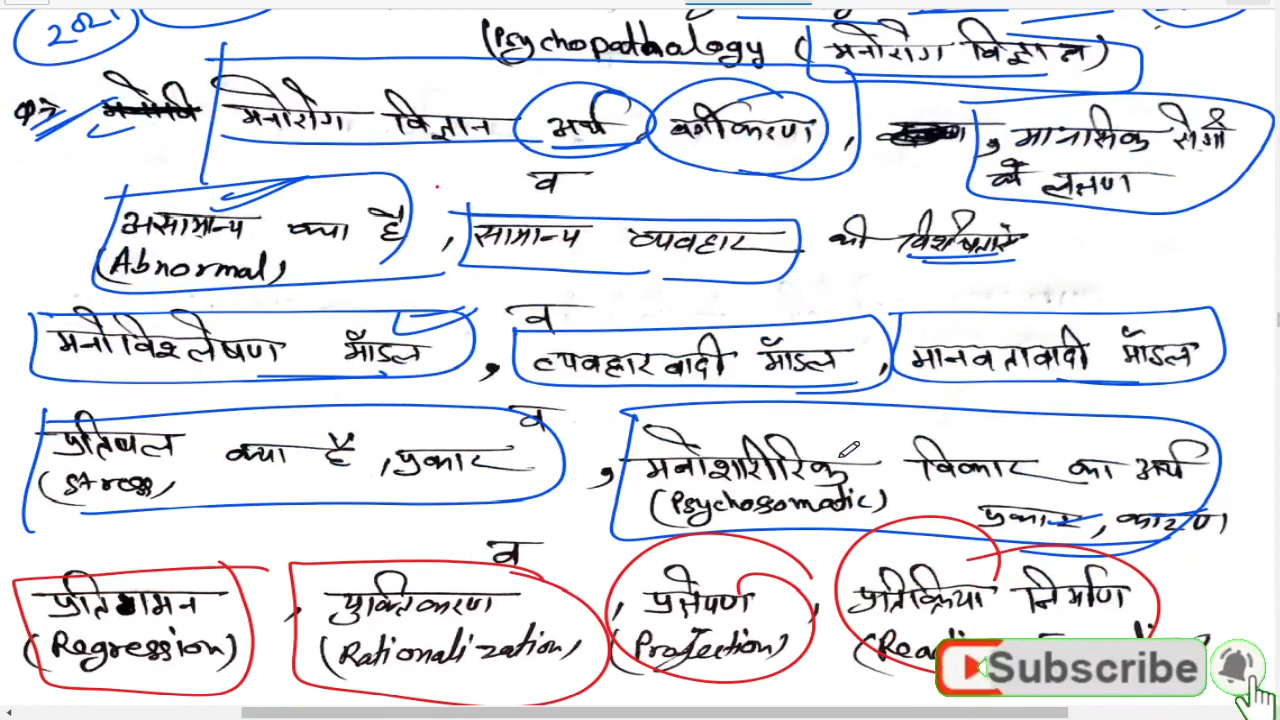 2021
Psychopathology (मनोरोग विज्ञान)
मनोरोग विज्ञान अर्थ, वर्गीकरण, , मानसिक रोगों
के लक्षण
व
असामान्य क्या है, सामान्य व्यवहार की विशेषताएं
(Abnormal)
व
मनोविश्लेषण मॉडल, व्यवहारवादी मॉडल, मानवतावादी मॉडल
व
प्रतिबल क्या है, प्रकार, मनोशारीरिक विकार का अर्थ
(Stress) (Psychossomatic) प्रकार, कारण
व
प्रतिगमन, युक्तिकरण, प्रक्षेपण, प्रतिक्रिया निर्माण
(Regression) (Rationalization) (Projection)
Subscribe